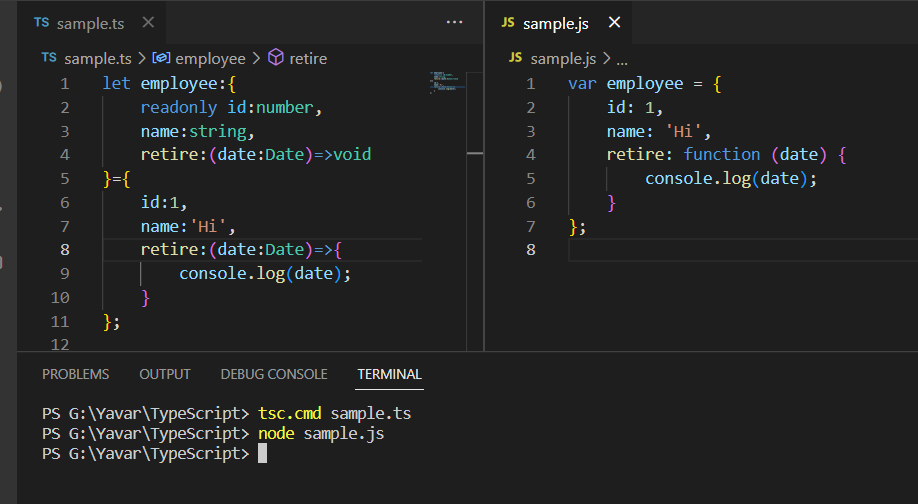 TS sample.ts
TS sample.ts > employee > retire
1 let employee:{
2 readonly id:number,
3 name:string,
4 retire:(date:Date)=>void
5 }={
6 id:1,
7 name:'Hi',
8 retire:(date:Date)=>{
9 console.log(date);
10 }
11 };
12
JS sample.js
JS sample.js > ...
1 var employee = {
2 id: 1,
3 name: 'Hi',
4 retire: function (date) {
5 console.log(date);
6 }
7 };
8
PROBLEMS OUTPUT DEBUG CONSOLE TERMINAL
PS G:\Yavar\TypeScript> tsc.cmd sample.ts
PS G:\Yavar\TypeScript> node sample.js
PS G:\Yavar\TypeScript>